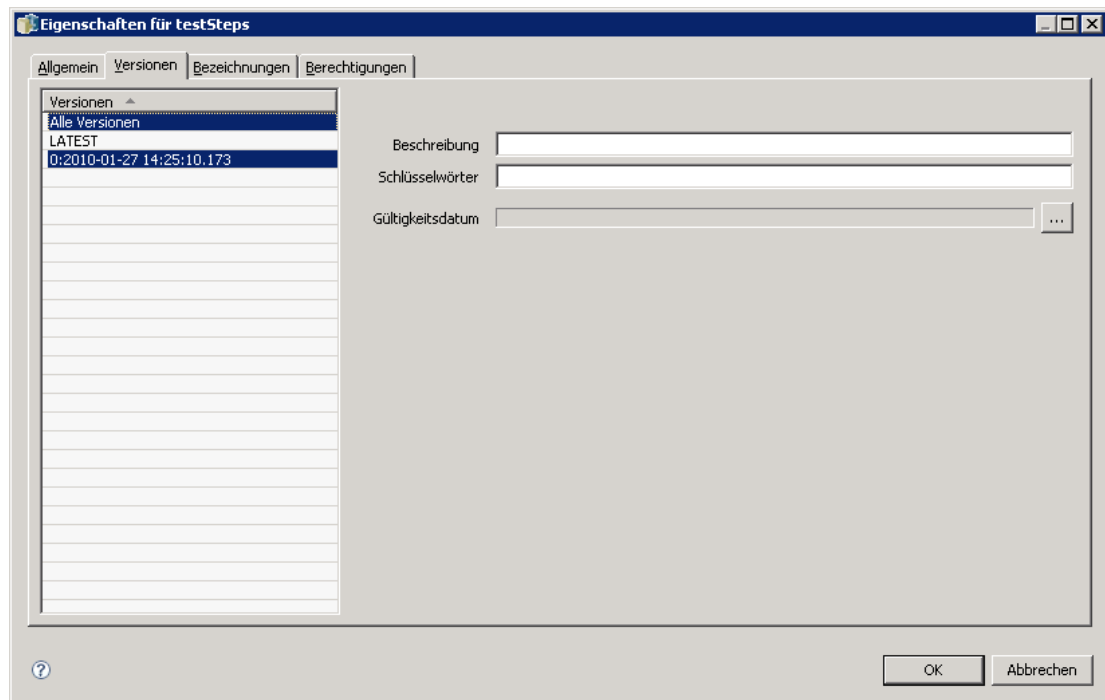 Eigenschaften für testSteps
Allgemein Versionen Bezeichnungen Berechtigungen
Versionen
Alle Versionen
LATEST
0:2010-01-27 14:25:10.173
Beschreibung
Schlüsselwörter
Gültigkeitsdatum ...
? OK Abbrechen